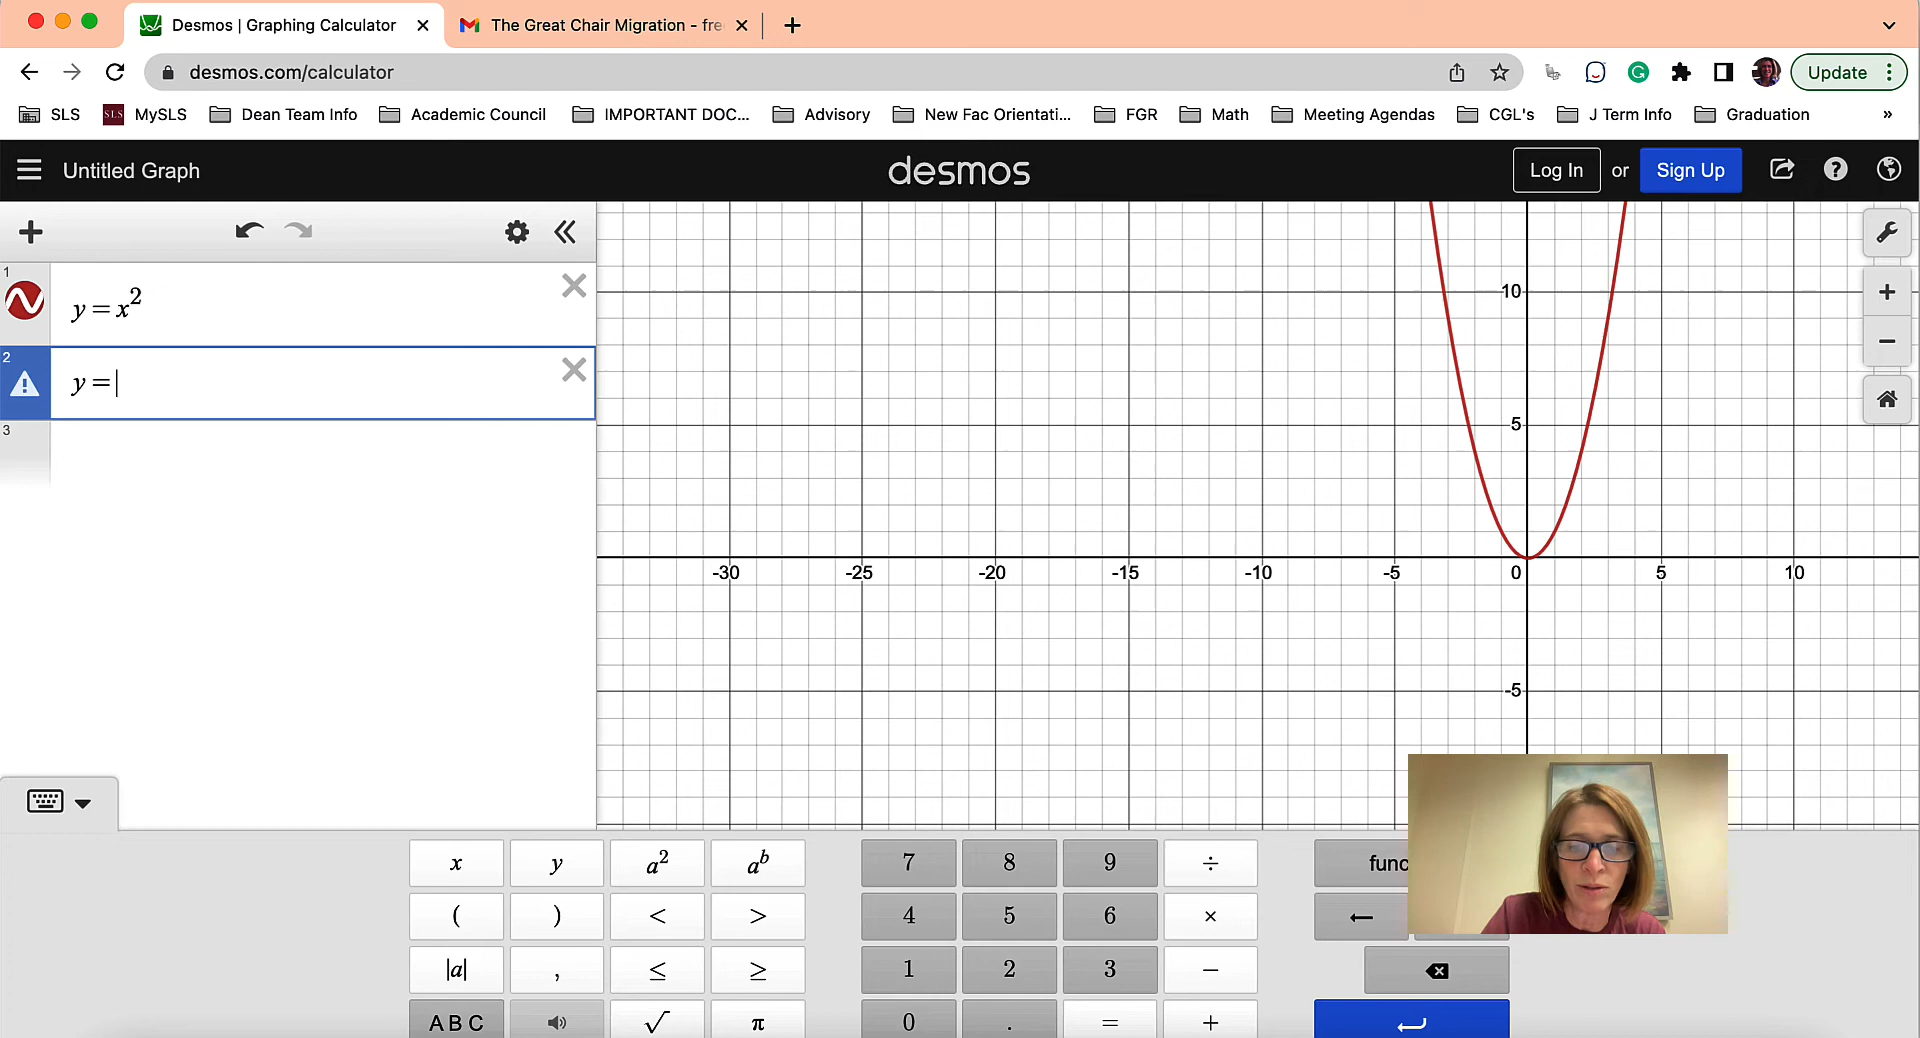 Desmos | Graphing Calculator
The Great Chair Migration - fre
desmos.com/calculator
Update
SLS
SLS MySLS
Dean Team Info
Academic Council
IMPORTANT DOC...
Advisory
New Fac Orientati...
FGR
Math
Meeting Agendas
CGL's
J Term Info
Graduation
»
Untitled Graph
desmos
Log In or Sign Up
1
y = x²
2
y =
3
10
5
-30 -25 -20 -15 -10 -5 0 5 10
-5
x y a² aᵇ 7 8 9 ÷ func
( ) < > 4 5 6 ×
|a| , ≤ ≥ 1 2 3 −
A B C √ π 0 . = +